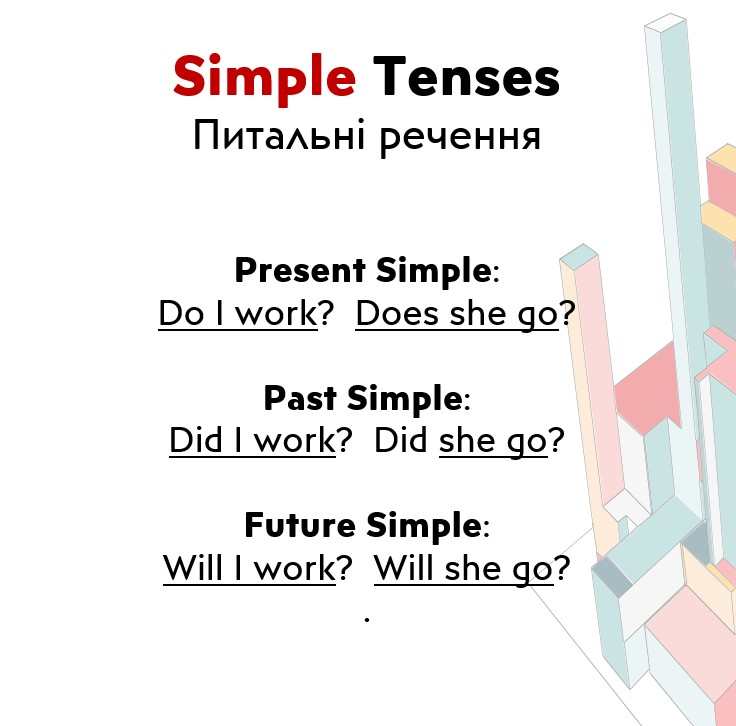 Simple Tenses
Питальні речення
Present Simple:
Do I work? Does she go?
Past Simple:
Did I work? Did she go?
Future Simple:
Will I work? Will she go?
.